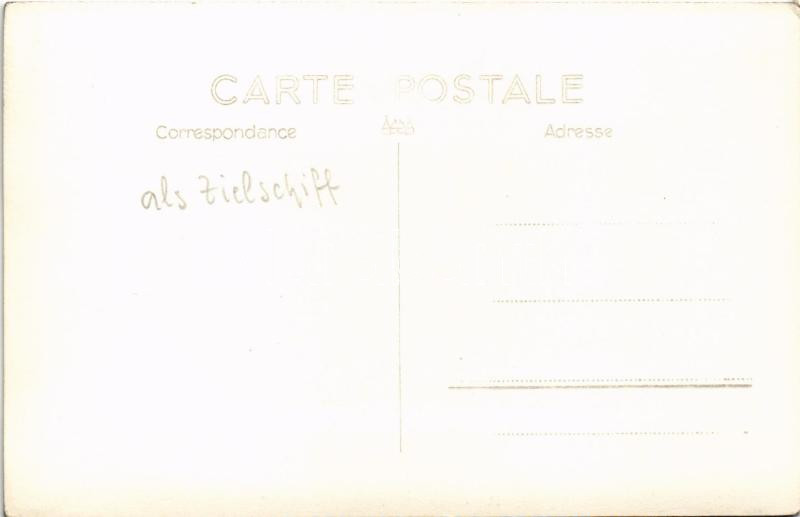 CARTE POSTALE
Correspondance
Adresse
als Zielschiff